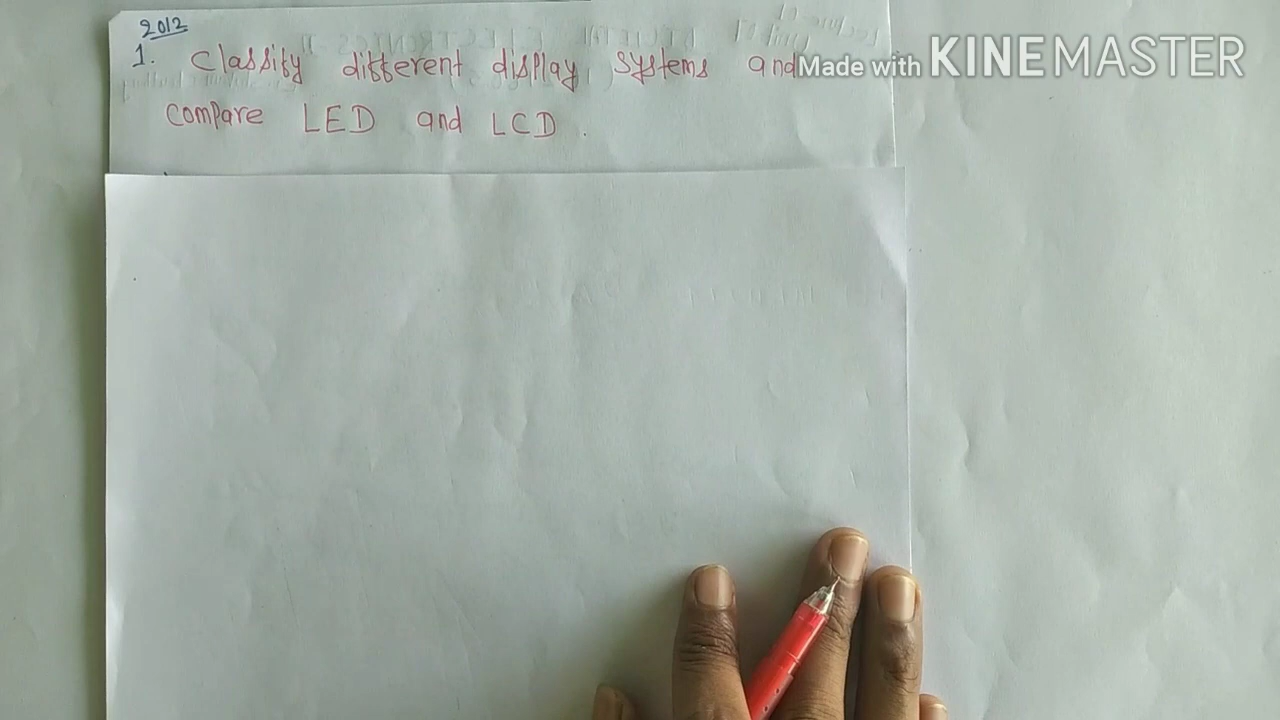 2012
1. Classify different display systems and
compare LED and LCD.
Made with KINEMASTER